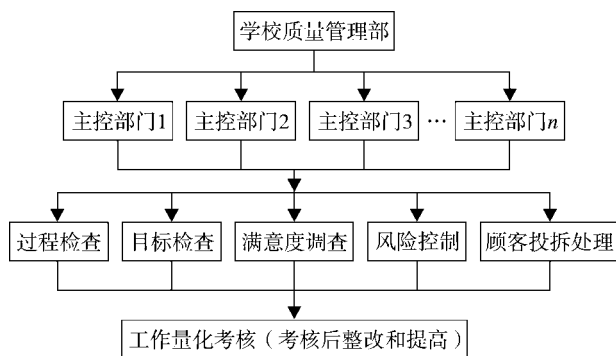 学校质量管理部
主控部门1 主控部门2 主控部门3 … 主控部门n
过程检查 目标检查 满意度调查 风险控制 顾客投拆处理
工作量化考核（考核后整改和提高）